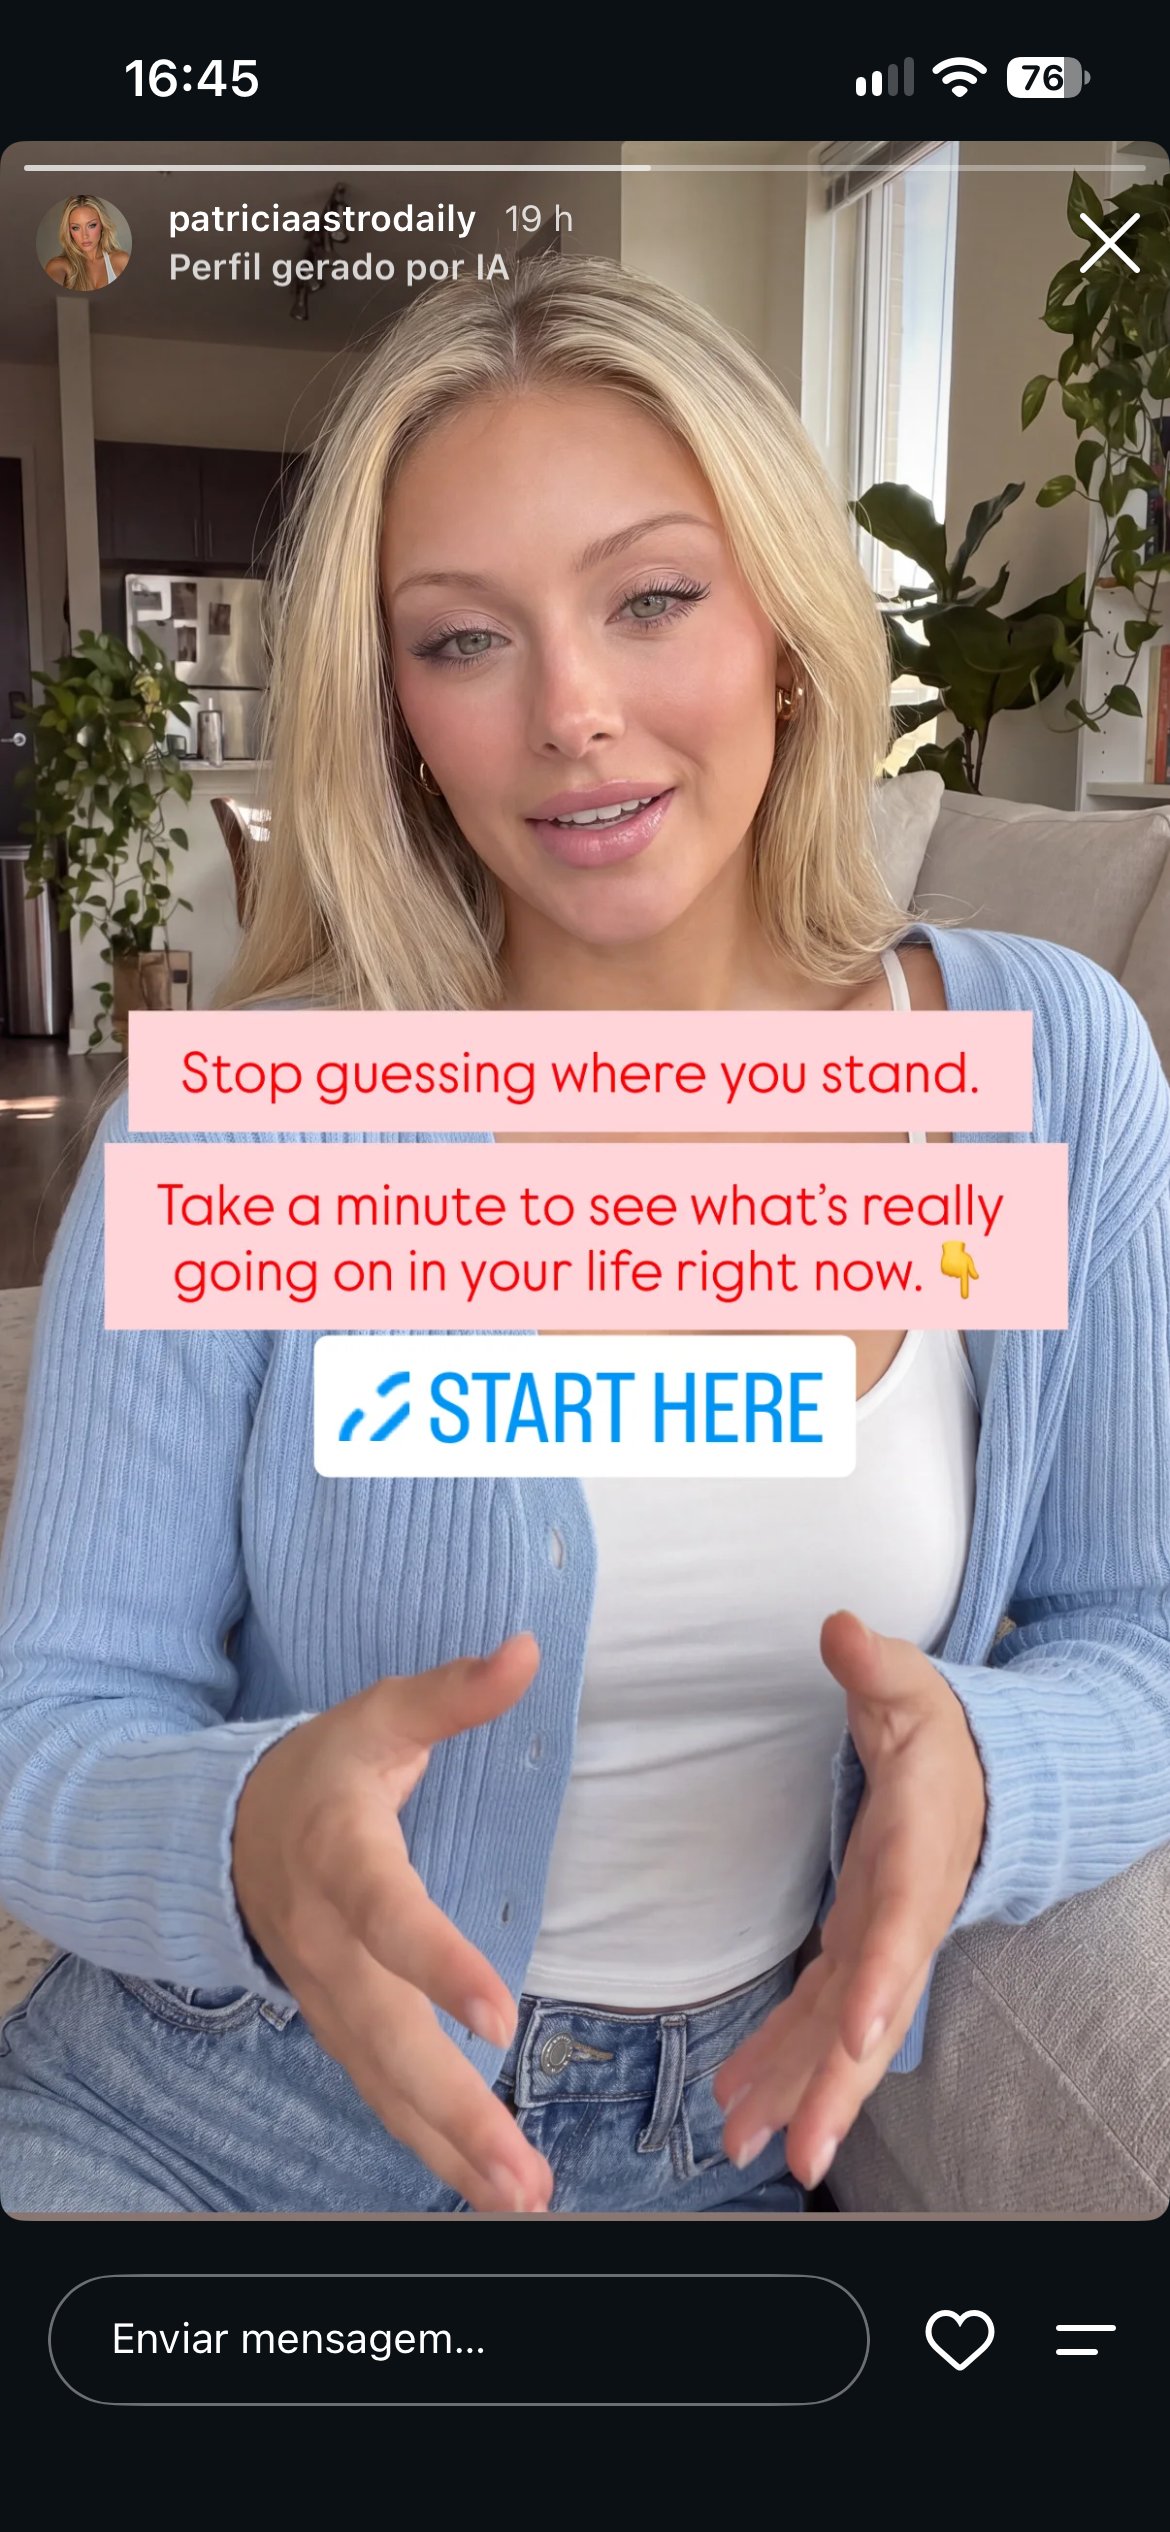 16:45
76
patriciaastrodaily 19 h
Perfil gerado por IA
Stop guessing where you stand.
Take a minute to see what’s really
going on in your life right now. 👇
START HERE
Enviar mensagem...